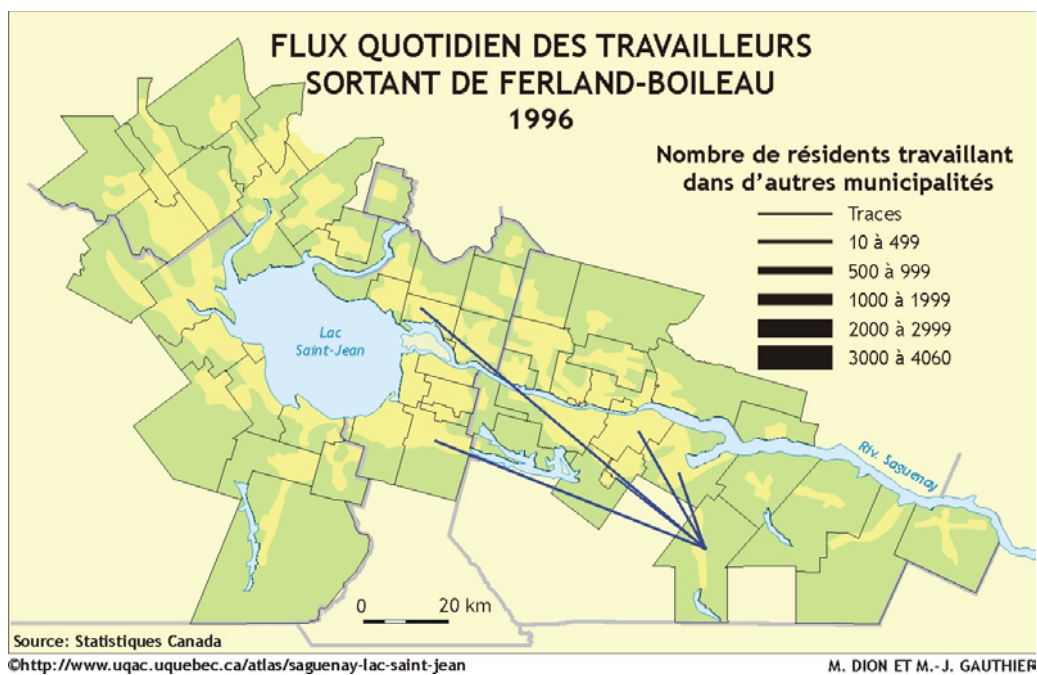 FLUX QUOTIDIEN DES TRAVAILLEURS
SORTANT DE FERLAND-BOILEAU
1996
Nombre de résidents travaillant
dans d'autres municipalités
Traces
10 à 499
500 à 999
1000 à 1999
2000 à 2999
3000 à 4060
Lac
Saint-Jean
Riv. Saguenay
0 20 km
Source: Statistiques Canada
©http://www.uqac.uquebec.ca/atlas/saguenay-lac-saint-jean
M. DION ET M.-J. GAUTHIER